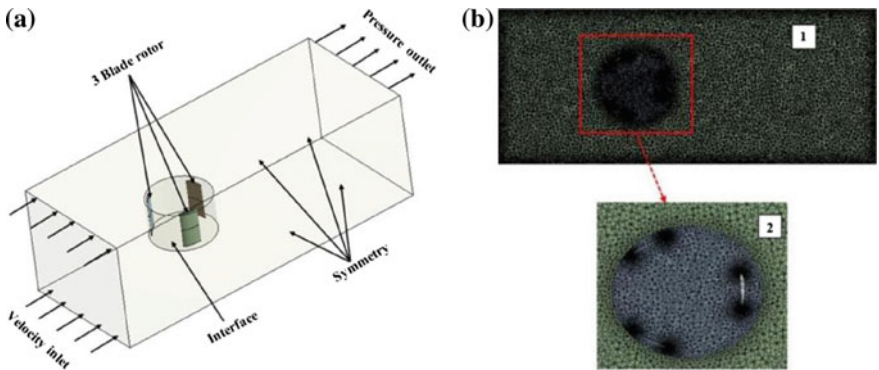 (a)
3 Blade rotor
Pressure outlet
Velocity inlet
Interface
Symmetry
(b)
1
2